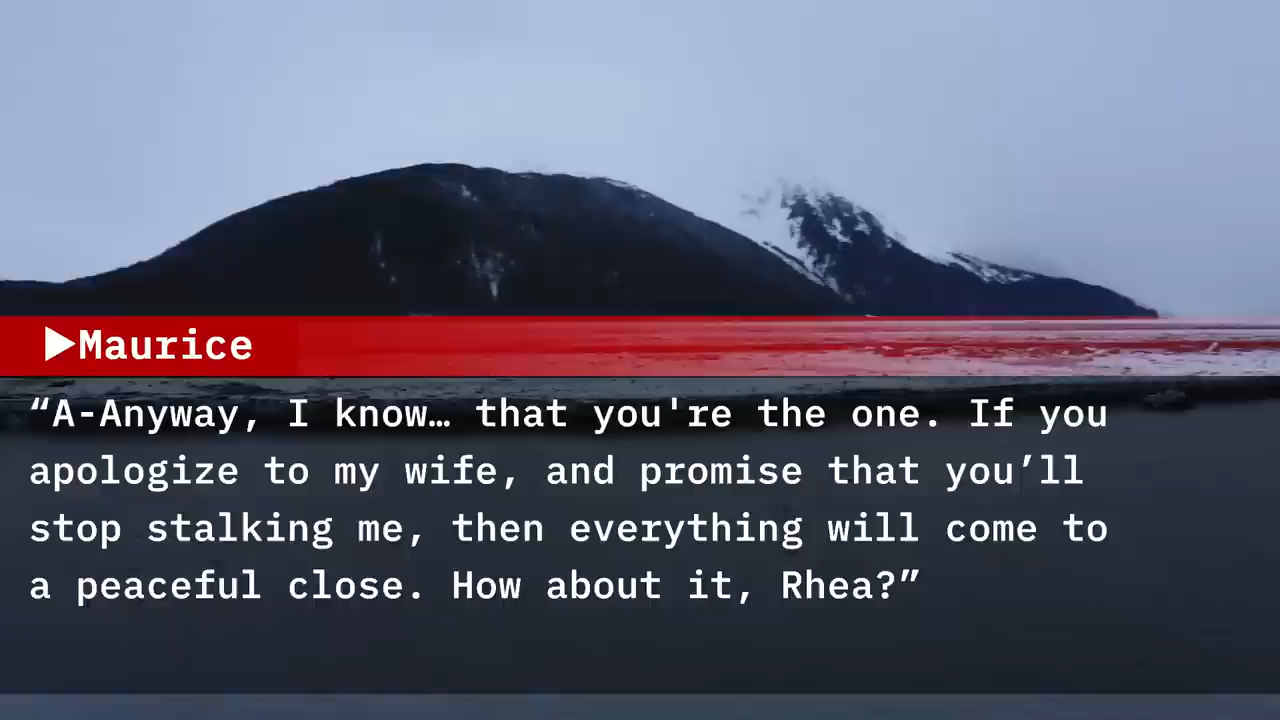 ▶Maurice
“A-Anyway, I know… that you're the one. If you
apologize to my wife, and promise that you’ll
stop stalking me, then everything will come to
a peaceful close. How about it, Rhea?”